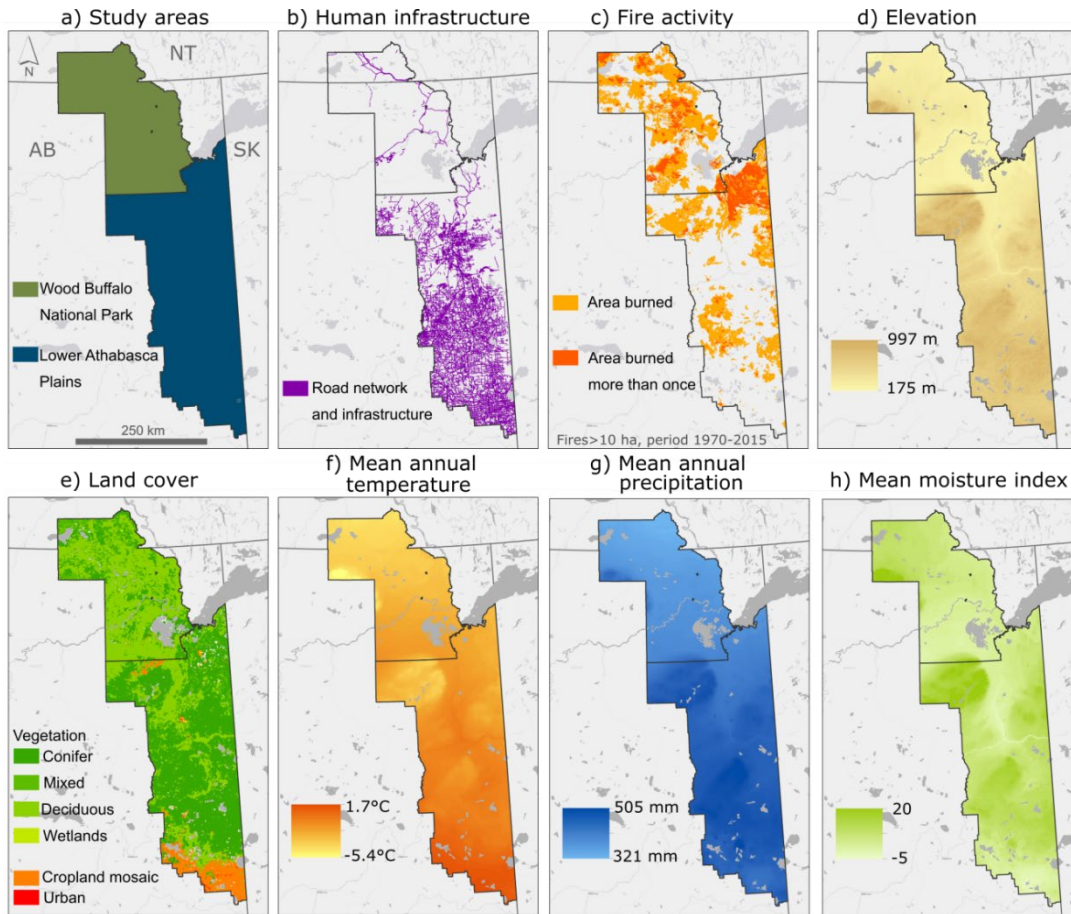 a) Study areas
NT
N
AB
SK
Wood Buffalo
National Park
Lower Athabasca
Plains
250 km
b) Human infrastructure
Road network
and infrastructure
c) Fire activity
Area burned
Area burned
more than once
Fires>10 ha, period 1970-2015
d) Elevation
997 m
175 m
e) Land cover
Vegetation
Conifer
Mixed
Deciduous
Wetlands
Cropland mosaic
Urban
f) Mean annual
temperature
1.7°C
-5.4°C
g) Mean annual
precipitation
505 mm
321 mm
h) Mean moisture index
20
-5